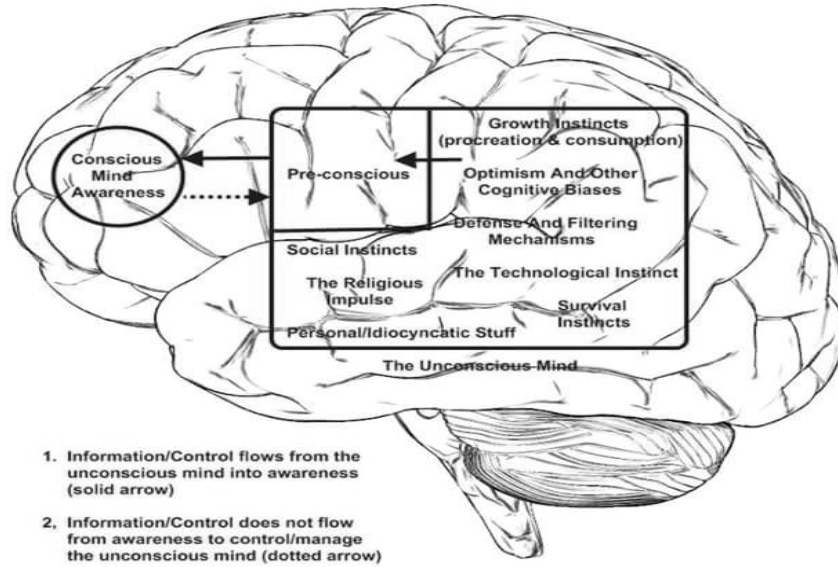 Growth Instincts
(procreation & consumption)
Conscious
Mind
Awareness
Pre-conscious
Optimism And Other
Cognitive Biases
Defense And Filtering
Mechanisms
Social Instincts
The Technological Instinct
The Religious
Impulse
Survival
Instincts
Personal/Idiocyncatic Stuff
The Unconscious Mind
1. Information/Control flows from the
unconscious mind into awareness
(solid arrow)
2, Information/Control does not flow
from awareness to control/manage
the unconscious mind (dotted arrow)